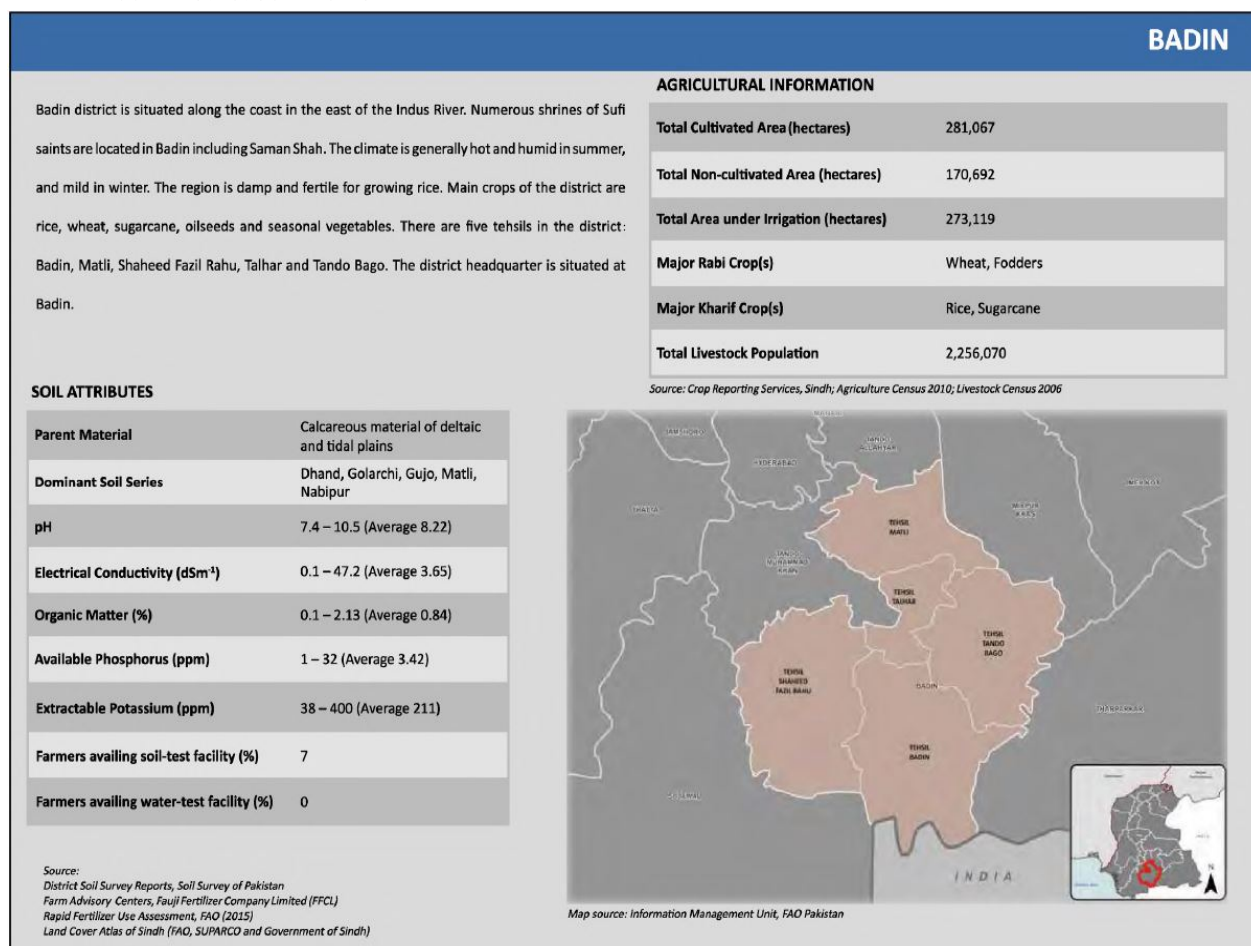 BADIN
Badin district is situated along the coast in the east of the Indus River. Numerous shrines of Sufi
saints are located in Badin including Saman Shah. The climate is generally hot and humid in summer,
and mild in winter. The region is damp and fertile for growing rice. Main crops of the district are
rice, wheat, sugarcane, oilseeds and seasonal vegetables. There are five tehsils in the district:
Badin, Matli, Shaheed Fazil Rahu, Talhar and Tando Bago. The district headquarter is situated at
Badin.
AGRICULTURAL INFORMATION
Total Cultivated Area (hectares) 281,067
Total Non-cultivated Area (hectares) 170,692
Total Area under Irrigation (hectares) 273,119
Major Rabi Crop(s) Wheat, Fodders
Major Kharif Crop(s) Rice, Sugarcane
Total Livestock Population 2,256,070
Source: Crop Reporting Services, Sindh; Agriculture Census 2010; Livestock Census 2006
SOIL ATTRIBUTES
Parent Material Calcareous material of deltaic
and tidal plains
Dominant Soil Series Dhand, Golarchi, Gujo, Matli,
Nabipur
pH 7.4 – 10.5 (Average 8.22)
Electrical Conductivity (dSm⁻¹) 0.1 – 47.2 (Average 3.65)
Organic Matter (%) 0.1 – 2.13 (Average 0.84)
Available Phosphorus (ppm) 1 – 32 (Average 3.42)
Extractable Potassium (ppm) 38 – 400 (Average 211)
Farmers availing soil-test facility (%) 7
Farmers availing water-test facility (%) 0
Source:
District Soil Survey Reports, Soil Survey of Pakistan
Farm Advisory Centers, Fauji Fertilizer Company Limited (FFCL)
Rapid Fertilizer Use Assessment, FAO (2015)
Land Cover Atlas of Sindh (FAO, SUPARCO and Government of Sindh)
JAMSHORO
HYDERABAD
TANDO
ALLAHYAR
THATTA
MIRPUR
KHAS
TANDO
MUHAMMAD
KHAN
TEHSIL
MATLI
TEHSIL
TALHAR
TEHSIL
TANDO
BAGO
TEHSIL
SHAHEED
FAZIL RAHU
BADIN
TEHSIL
BADIN
THARPARKAR
INDIA
N
Map source: Information Management Unit, FAO Pakistan